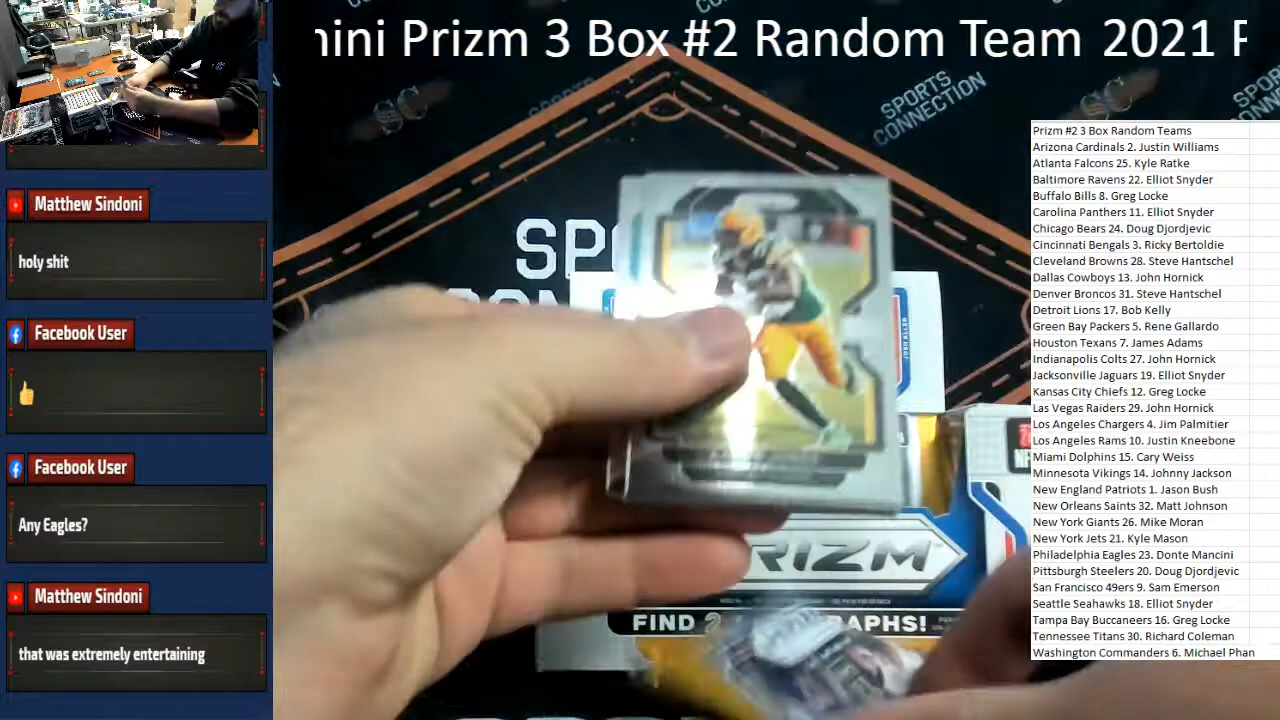 nini Prizm 3 Box #2 Random Team 2021 P
Matthew Sindoni
holy shit
Facebook User
Facebook User
Any Eagles?
Matthew Sindoni
that was extremely entertaining
SPORTS
CONNECTION
SC
JOSH ALLEN
PRIZM
Prizm #2 3 Box Random Teams
Arizona Cardinals 2. Justin Williams
Atlanta Falcons 25. Kyle Ratke
Baltimore Ravens 22. Elliot Snyder
Buffalo Bills 8. Greg Locke
Carolina Panthers 11. Elliot Snyder
Chicago Bears 24. Doug Djordjevic
Cincinnati Bengals 3. Ricky Bertoldie
Cleveland Browns 28. Steve Hantschel
Dallas Cowboys 13. John Hornick
Denver Broncos 31. Steve Hantschel
Detroit Lions 17. Bob Kelly
Green Bay Packers 5. Rene Gallardo
Houston Texans 7. James Adams
Indianapolis Colts 27. John Hornick
Jacksonville Jaguars 19. Elliot Snyder
Kansas City Chiefs 12. Greg Locke
Las Vegas Raiders 29. John Hornick
Los Angeles Chargers 4. Jim Palmitier
Los Angeles Rams 10. Justin Kneebone
Miami Dolphins 15. Cary Weiss
Minnesota Vikings 14. Johnny Jackson
New England Patriots 1. Jason Bush
New Orleans Saints 32. Matt Johnson
New York Giants 26. Mike Moran
New York Jets 21. Kyle Mason
Philadelphia Eagles 23. Donte Mancini
Pittsburgh Steelers 20. Doug Djordjevic
San Francisco 49ers 9. Sam Emerson
Seattle Seahawks 18. Elliot Snyder
Tampa Bay Buccaneers 16. Greg Locke
Tennessee Titans 30. Richard Coleman
Washington Commanders 6. Michael Phan